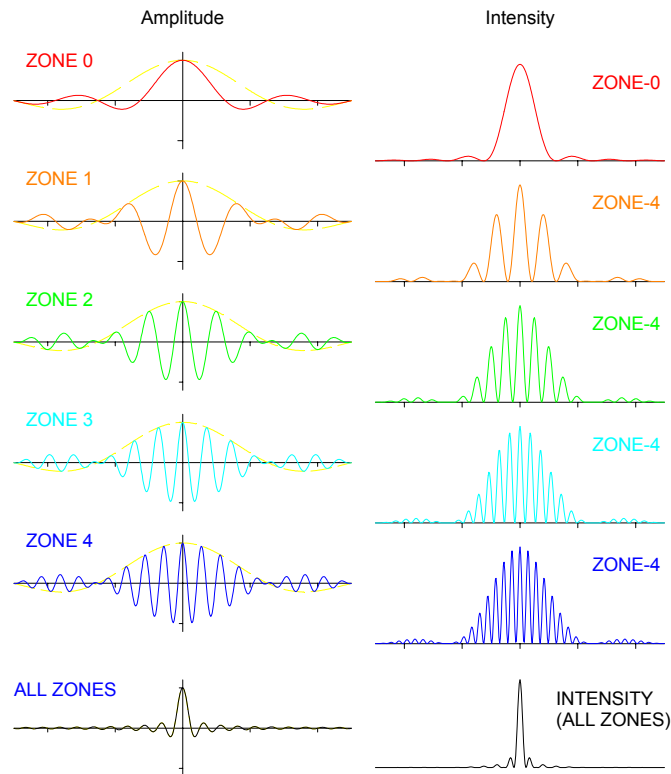 Amplitude
Intensity
ZONE 0
ZONE-0
ZONE 1
ZONE-4
ZONE 2
ZONE-4
ZONE 3
ZONE-4
ZONE 4
ZONE-4
ALL ZONES
INTENSITY
(ALL ZONES)